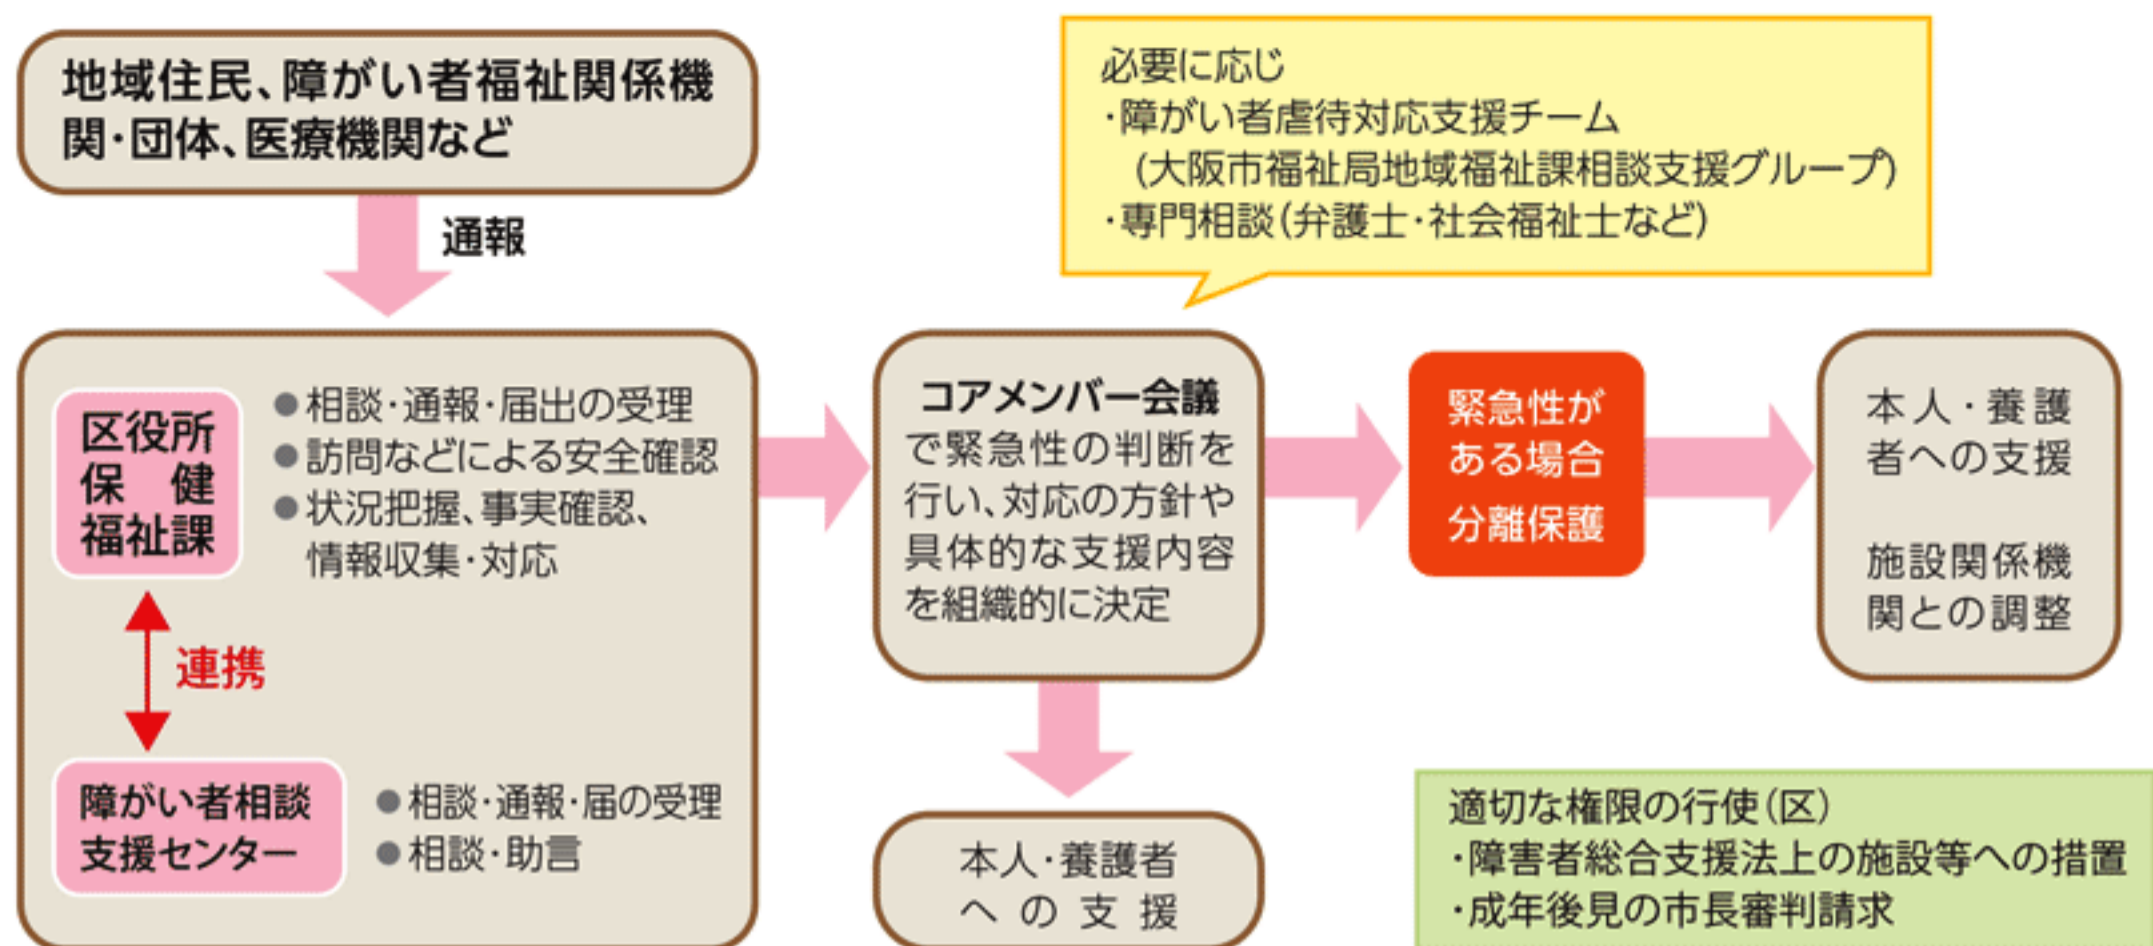 地域住民、障がい者福祉関係機
関・団体、医療機関など
通報
必要に応じ
・障がい者虐待対応支援チーム
(大阪市福祉局地域福祉課相談支援グループ)
・専門相談(弁護士・社会福祉士など)
区役所
保　健
福祉課
●相談・通報・届出の受理
●訪問などによる安全確認
●状況把握、事実確認、
情報収集・対応
連携
障がい者相談
支援センター
●相談・通報・届の受理
●相談・助言
コアメンバー会議
で緊急性の判断を
行い、対応の方針や
具体的な支援内容
を組織的に決定
緊急性が
ある場合
分離保護
本人・養護
者への支援
施設関係機
関との調整
本人・養護者
への支援
適切な権限の行使(区)
・障害者総合支援法上の施設等への措置
・成年後見の市長審判請求